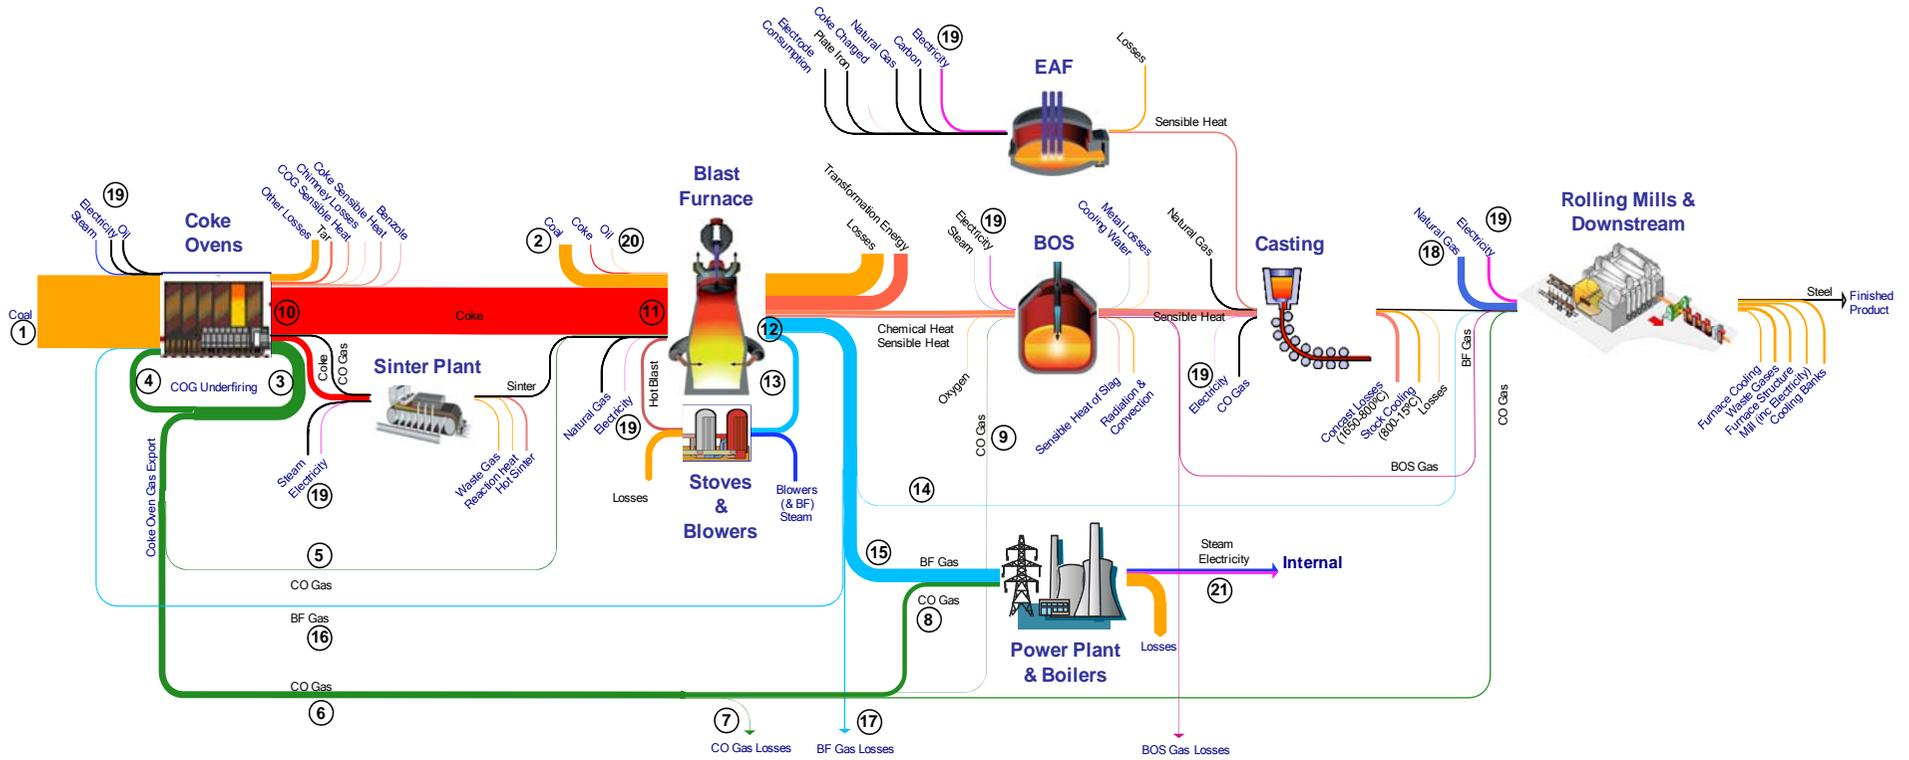 Electrode
Consumption
Coke Charged
Plate Iron
Natural Gas
Carbon
Electricity
19
EAF
Losses
Sensible Heat
Steam
Electricity
Oil
19
Coke
Ovens
Other Losses
Tar
COG Sensible Heat
Chimney Losses
Coke Sensible Heat
Benzole
Coal
1
10
Coke
4
COG Underfiring
3
Coke
CO Gas
Sinter Plant
Sinter
Steam
Electricity
19
Waste Gas
Reaction heat
Hot Sinter
2
Coal
Coke
Oil
20
11
Blast
Furnace
Transformation Energy
Losses
12
13
Natural Gas
Electricity
19
Hot Blast
Losses
Stoves
&
Blowers
Blowers
(& BF)
Steam
Chemical Heat
Sensible Heat
Steam
Electricity
19
BOS
Cooling Water
Metal Losses
Oxygen
CO Gas
9
Sensible Heat of Slag
Radiation &
Convection
Natural Gas
Casting
Sensible Heat
19
Electricity
CO Gas
Concast Losses
(1650-800ºC)
Stock Cooling
(800-15ºC)
Losses
Natural Gas
18
Electricity
19
BF Gas
CO Gas
BOS Gas
Rolling Mills &
Downstream
Steel
Finished
Product
Furnace Cooling
Waste Gases
Furnace Structure
Mill (inc Electricity)
Cooling Banks
Coke Oven Gas Export
5
CO Gas
BF Gas
16
CO Gas
6
14
15
BF Gas
CO Gas
8
Power Plant
& Boilers
Steam
Electricity
21
Internal
Losses
7
CO Gas Losses
17
BF Gas Losses
BOS Gas Losses